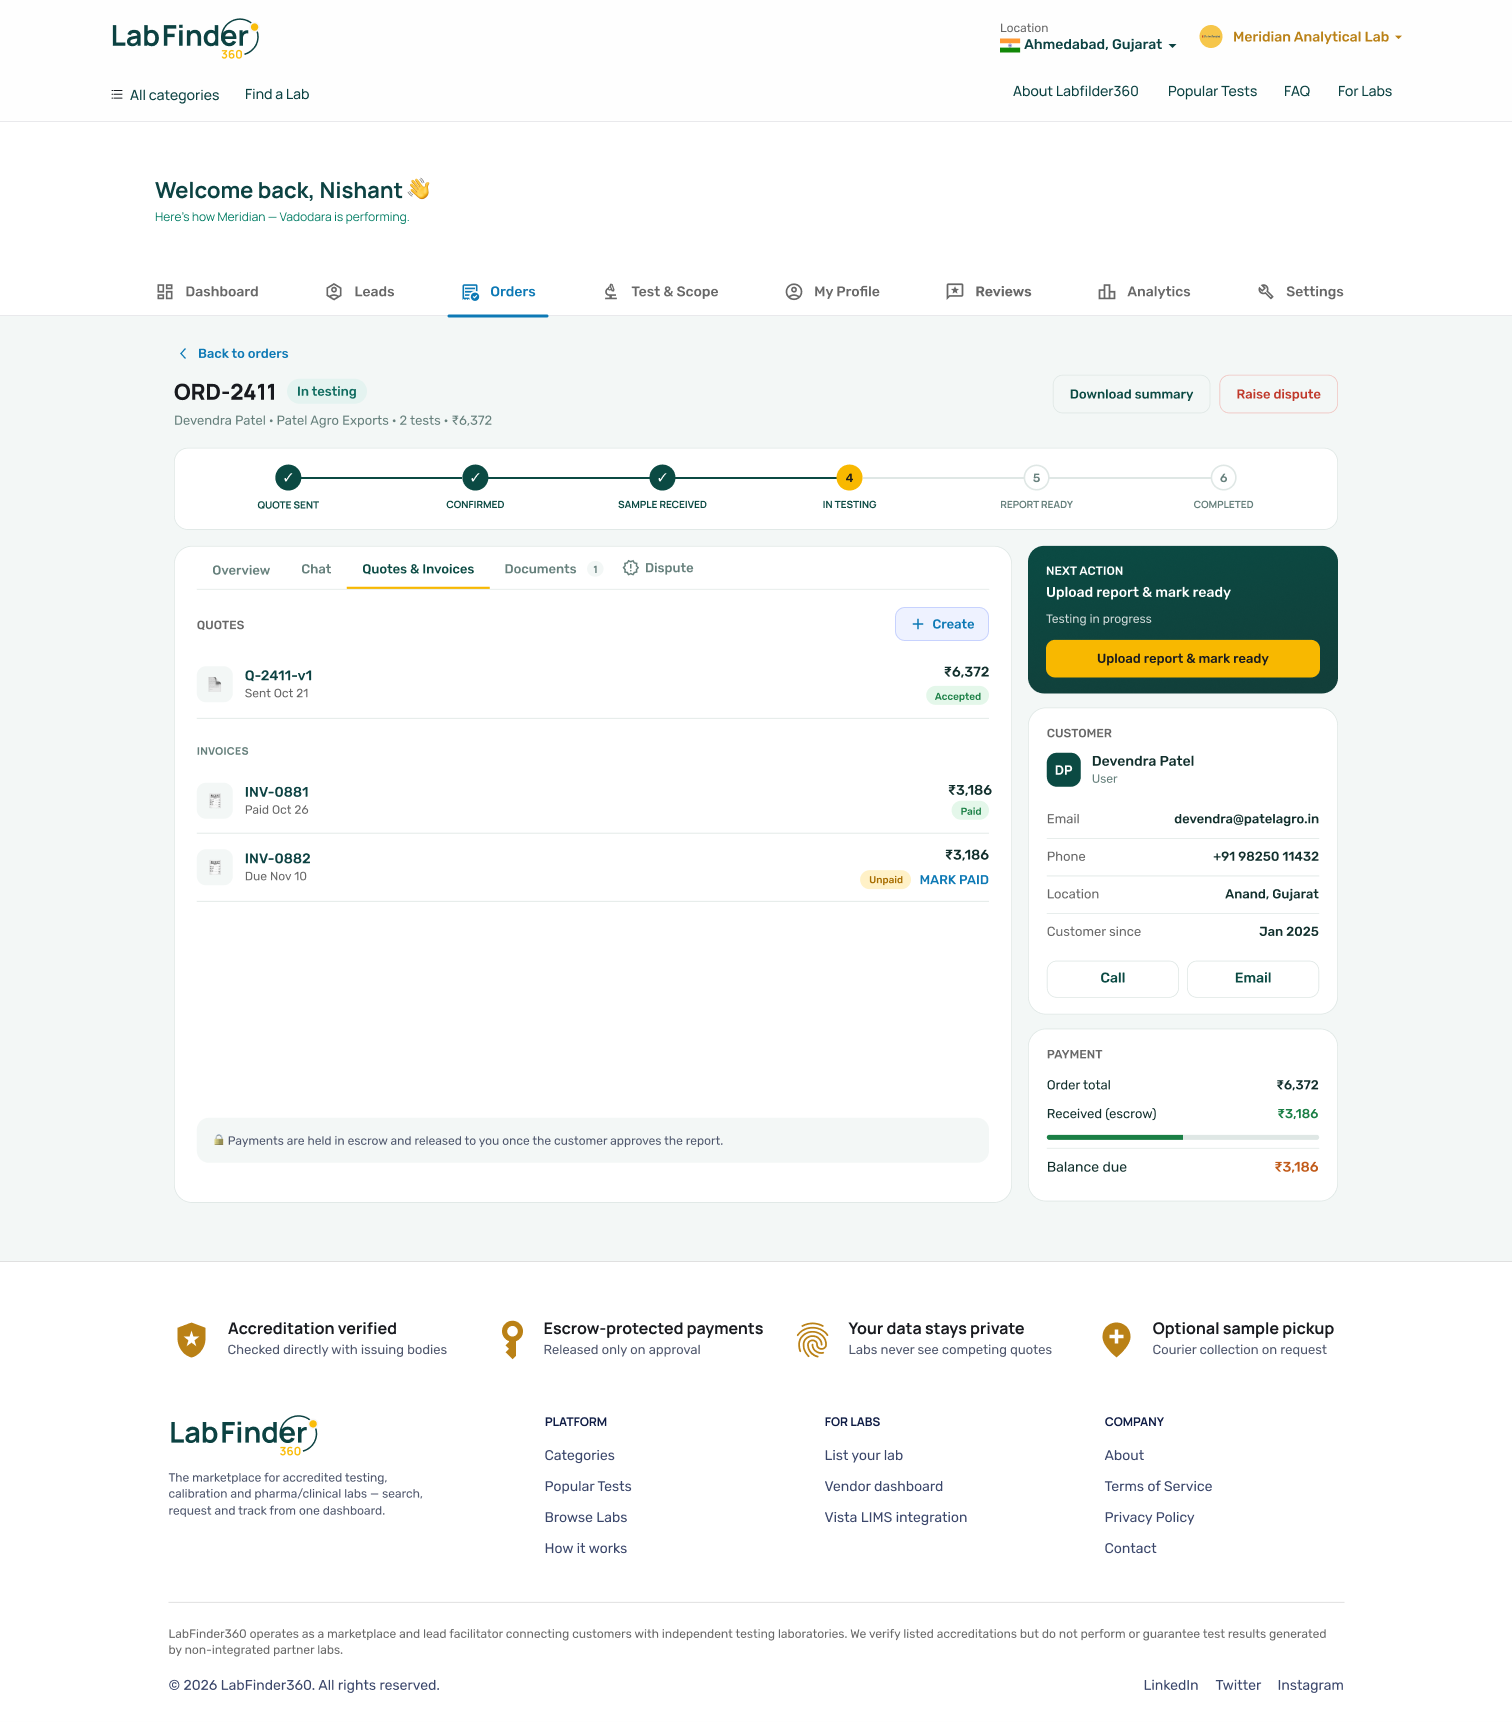 LabFinder
360
Location
Ahmedabad, Gujarat
Meridian Analytical Lab
All categories
Find a Lab
About Labfilder360
Popular Tests
FAQ
For Labs
Welcome back, Nishant 👋
Here's how Meridian — Vadodara is performing.
Dashboard
Leads
Orders
Test & Scope
My Profile
Reviews
Analytics
Settings
Back to orders
ORD-2411
In testing
Devendra Patel • Patel Agro Exports • 2 tests • ₹6,372
Download summary
Raise dispute
✓
✓
✓
4
5
6
QUOTE SENT
CONFIRMED
SAMPLE RECEIVED
IN TESTING
REPORT READY
COMPLETED
Overview
Chat
Quotes & Invoices
Documents 1
Dispute
QUOTES
+ Create
Q-2411-v1
Sent Oct 21
₹6,372
Accepted
INVOICES
INV-0881
Paid Oct 26
₹3,186
Paid
INV-0882
Due Nov 10
₹3,186
Unpaid
MARK PAID
🔒 Payments are held in escrow and released to you once the customer approves the report.
NEXT ACTION
Upload report & mark ready
Testing in progress
Upload report & mark ready
CUSTOMER
DP
Devendra Patel
User
Email devendra@patelagro.in
Phone +91 98250 11432
Location Anand, Gujarat
Customer since Jan 2025
Call
Email
PAYMENT
Order total ₹6,372
Received (escrow) ₹3,186
Balance due ₹3,186
Accreditation verified
Checked directly with issuing bodies
Escrow-protected payments
Released only on approval
Your data stays private
Labs never see competing quotes
Optional sample pickup
Courier collection on request
LabFinder
360
The marketplace for accredited testing,
calibration and pharma/clinical labs — search,
request and track from one dashboard.
PLATFORM
Categories
Popular Tests
Browse Labs
How it works
FOR LABS
List your lab
Vendor dashboard
Vista LIMS integration
COMPANY
About
Terms of Service
Privacy Policy
Contact
LabFinder360 operates as a marketplace and lead facilitator connecting customers with independent testing laboratories. We verify listed accreditations but do not perform or guarantee test results generated
by non-integrated partner labs.
© 2026 LabFinder360. All rights reserved.
LinkedIn
Twitter
Instagram